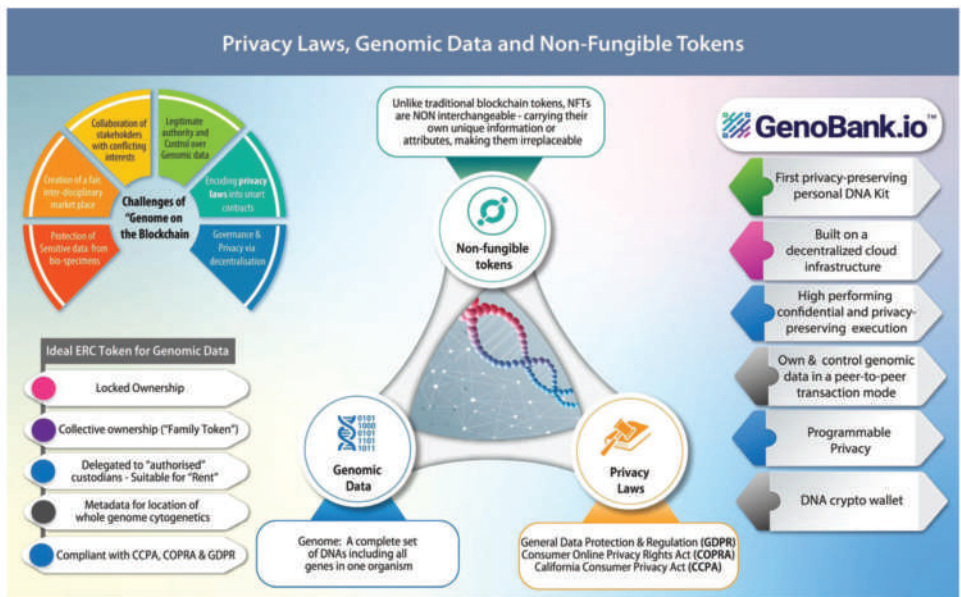 Privacy Laws, Genomic Data and Non-Fungible Tokens
Collaboration of
stakeholders
with conflicting
interests
Legitimate
authority and
Control over
Genomic data
Creation of a fair,
inter-disciplinary
market place
Encoding privacy
laws into smart
contracts
Protection of
Sensitive data from
bio-specimens
Governance &
Privacy via
decentralisation
Challenges of
"Genome on
the Blockchain
Unlike traditional blockchain tokens, NFTs
are NON interchangeable - carrying their
own unique information or
attributes, making them irreplaceable
Non-fungible
tokens
GenoBank.io™
First privacy-preserving
personal DNA Kit
Built on a
decentralized cloud
infrastructure
High performing
confidential and privacy-
preserving execution
Own & control genomic
data in a peer-to-peer
transaction mode
Programmable
Privacy
DNA crypto wallet
Ideal ERC Token for Genomic Data
Locked Ownership
Collective ownership ("Family Token")
Delegated to "authorised"
custodians - Suitable for "Rent"
Metadata for location of
whole genome cytogenetics
Compliant with CCPA, COPRA & GDPR
0101
1000
0101
1101
1011
Genomic
Data
Genome: A complete set
of DNAs including all
genes in one organism
Privacy
Laws
General Data Protection & Regulation (GDPR)
Consumer Online Privacy Rights Act (COPRA)
California Consumer Privacy Act (CCPA)